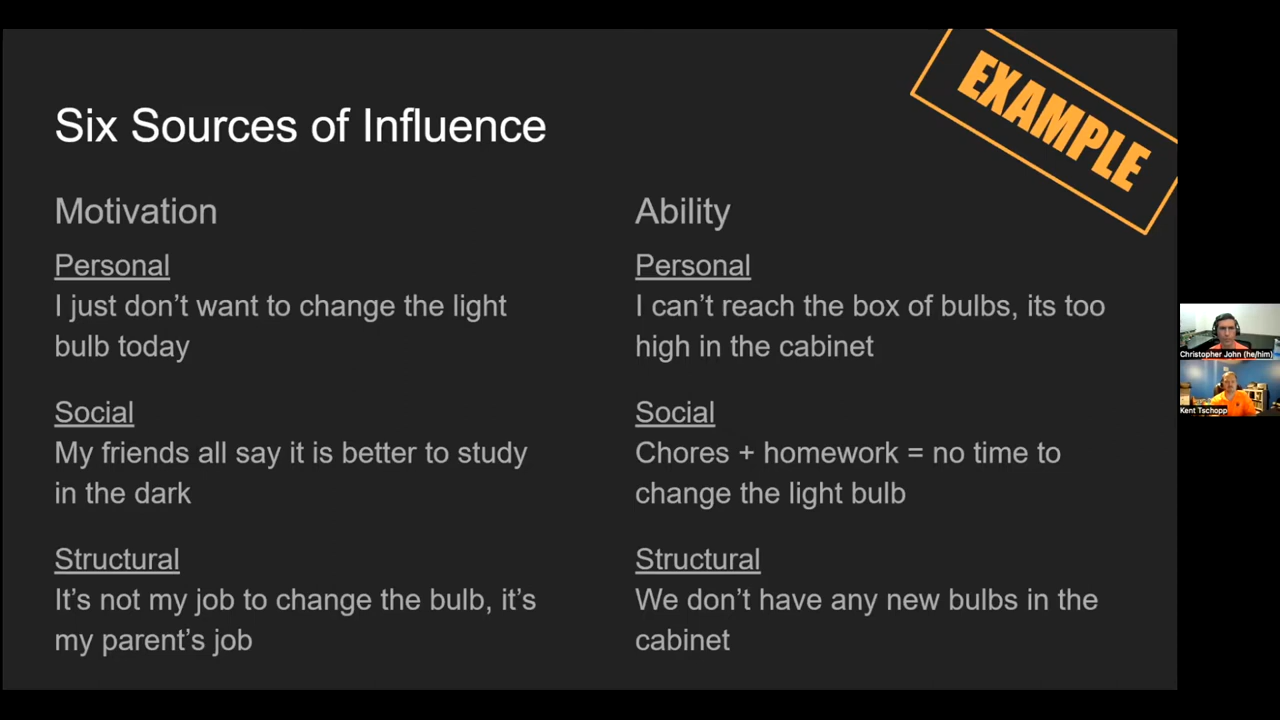 EXAMPLE
Six Sources of Influence
Motivation
Personal
I just don’t want to change the light
bulb today
Social
My friends all say it is better to study
in the dark
Structural
It’s not my job to change the bulb, it’s
my parent’s job
Ability
Personal
I can’t reach the box of bulbs, its too
high in the cabinet
Social
Chores + homework = no time to
change the light bulb
Structural
We don’t have any new bulbs in the
cabinet
Christopher John (he/him)
Kent Tschopp